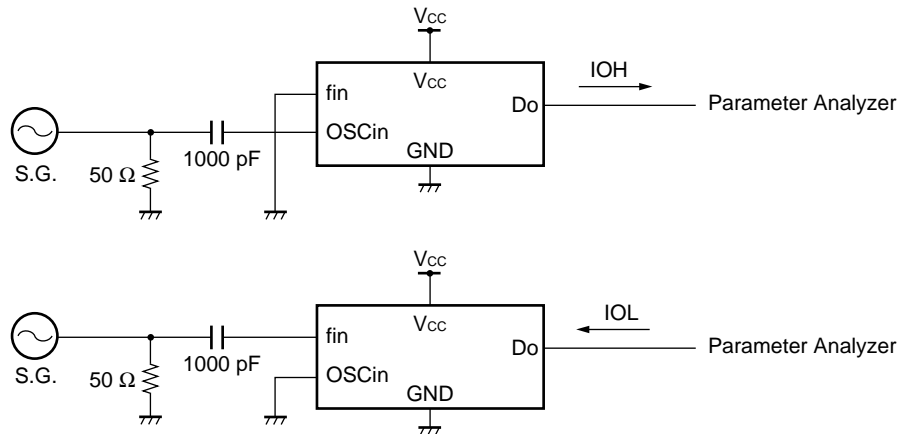 VCC
VCC
IOH
fin
Do
Parameter Analyzer
OSCin
1000 pF
GND
50 Ω
S.G.
VCC
VCC
IOL
fin
Do
Parameter Analyzer
1000 pF
OSCin
50 Ω
S.G.
GND